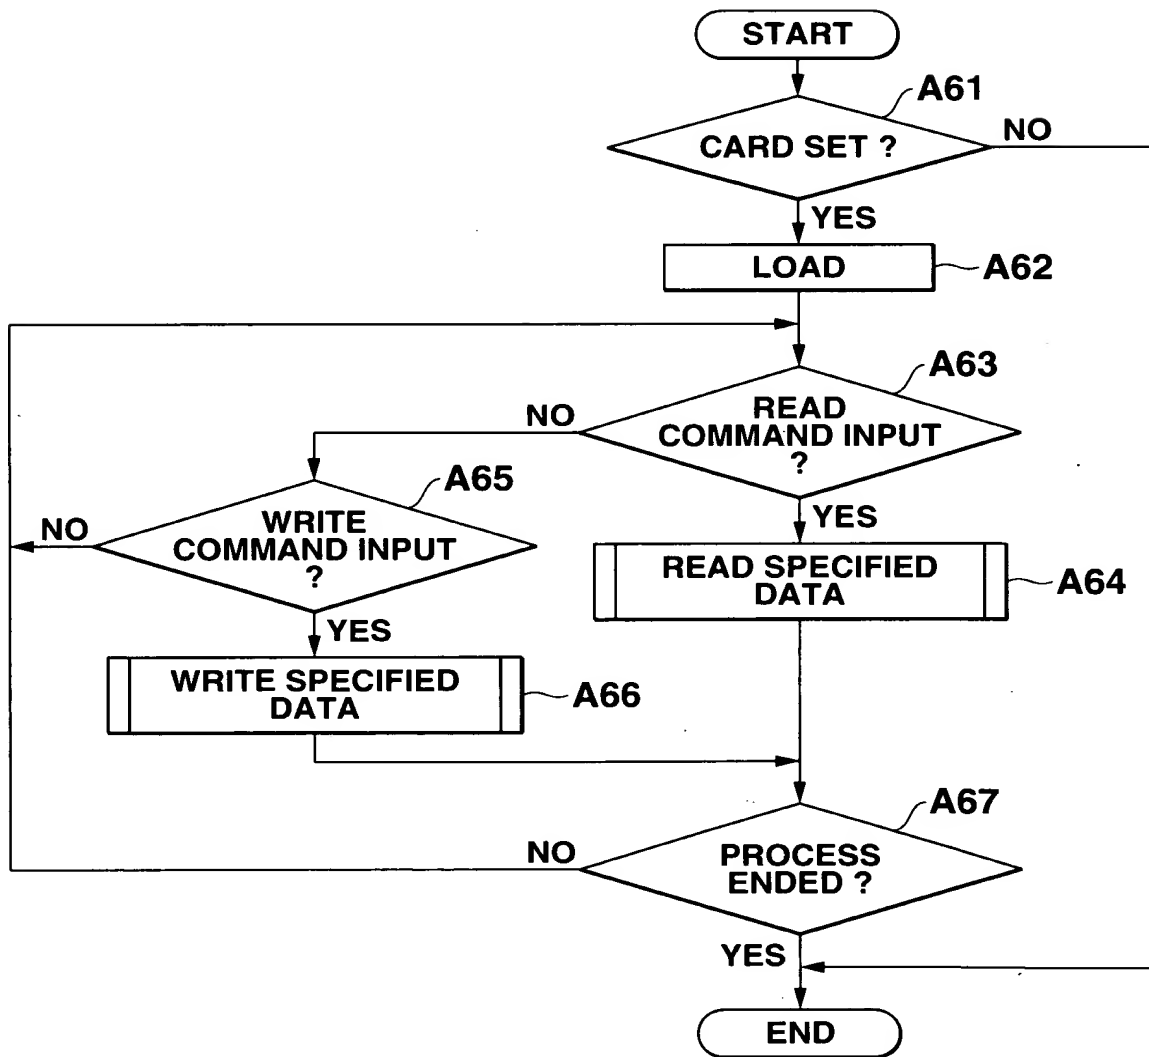 START
A61
CARD SET ?
NO
YES
LOAD
A62
A63
READ
COMMAND INPUT
?
NO
YES
A65
WRITE
COMMAND INPUT
?
NO
YES
READ SPECIFIED
DATA
A64
WRITE SPECIFIED
DATA
A66
A67
PROCESS
ENDED ?
NO
YES
END